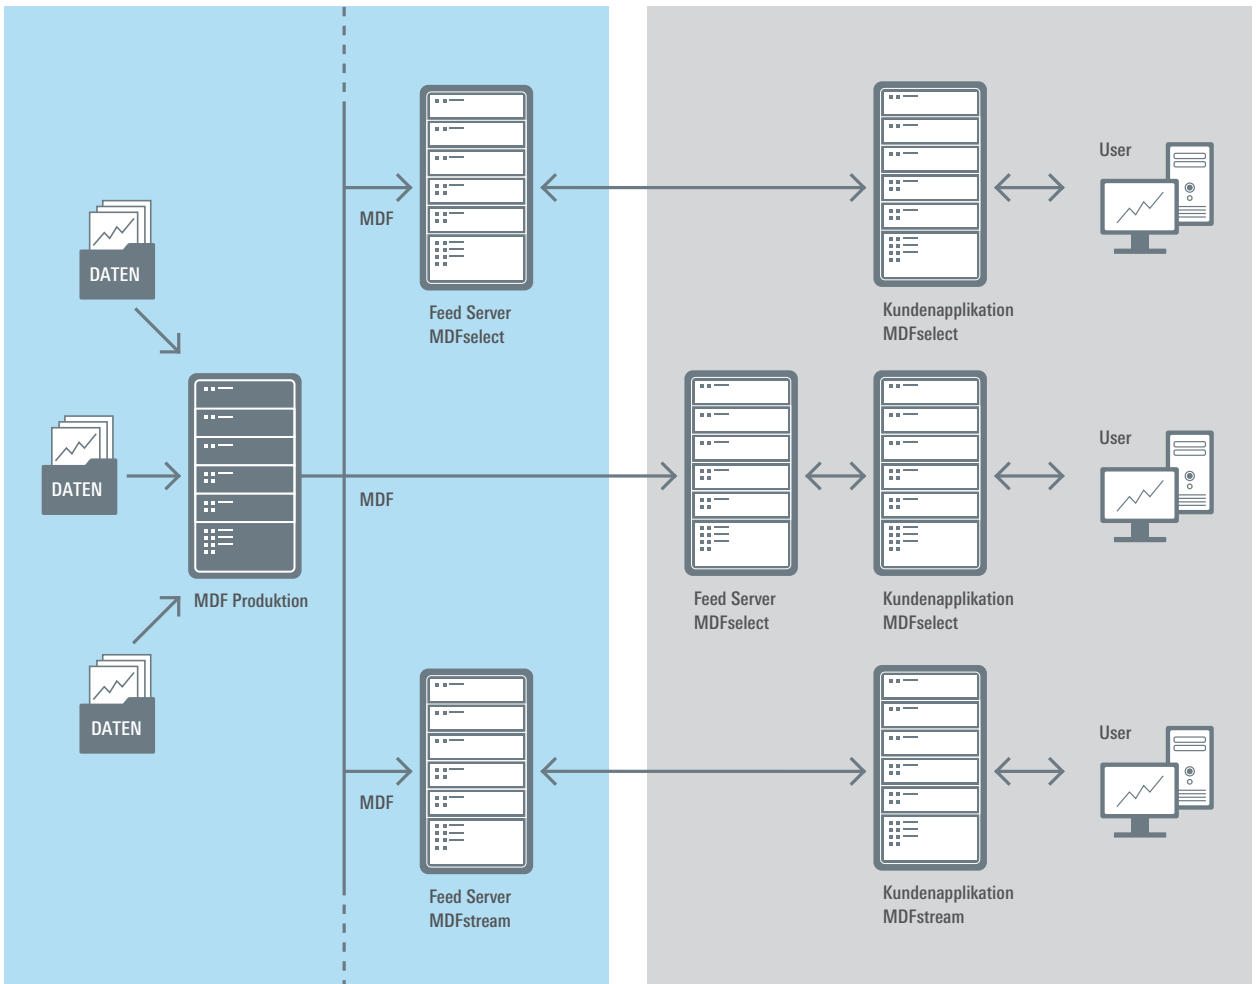 User
MDF
DATEN
Feed Server
MDFselect
Kundenapplikation
MDFselect
User
DATEN
MDF
MDF Produktion
Feed Server
MDFselect
Kundenapplikation
MDFselect
DATEN
User
MDF
Feed Server
MDFstream
Kundenapplikation
MDFstream